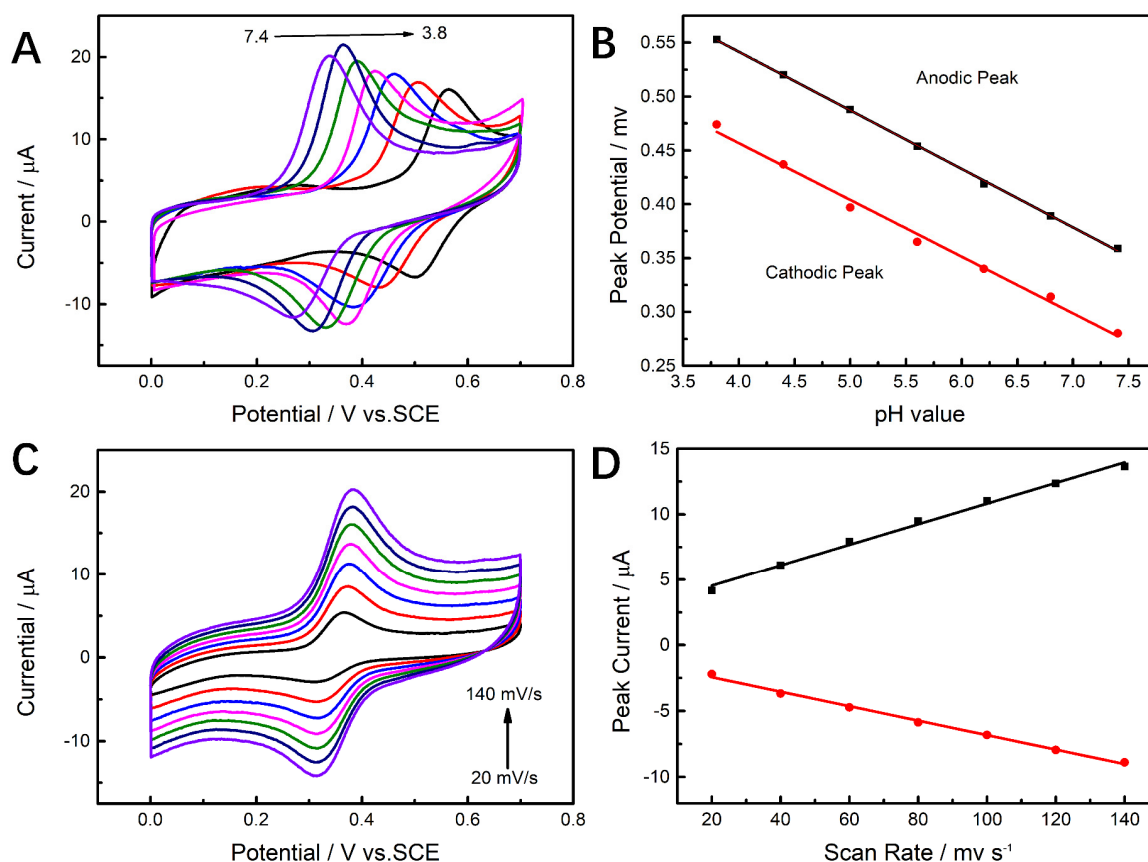 A
7.4 3.8
20
10
0
-10
Current / μA
0.0 0.2 0.4 0.6 0.8
Potential / V vs.SCE
B
0.55
0.50
0.45
0.40
0.35
0.30
0.25
Peak Potential / mv
Anodic Peak
Cathodic Peak
3.5 4.0 4.5 5.0 5.5 6.0 6.5 7.0 7.5
pH value
C
20
10
0
-10
Currential / μA
140 mV/s
20 mV/s
0.0 0.2 0.4 0.6 0.8
Potential / V vs.SCE
D
15
10
5
0
-5
-10
Peak Current / μA
20 40 60 80 100 120 140
Scan Rate / mv s⁻¹